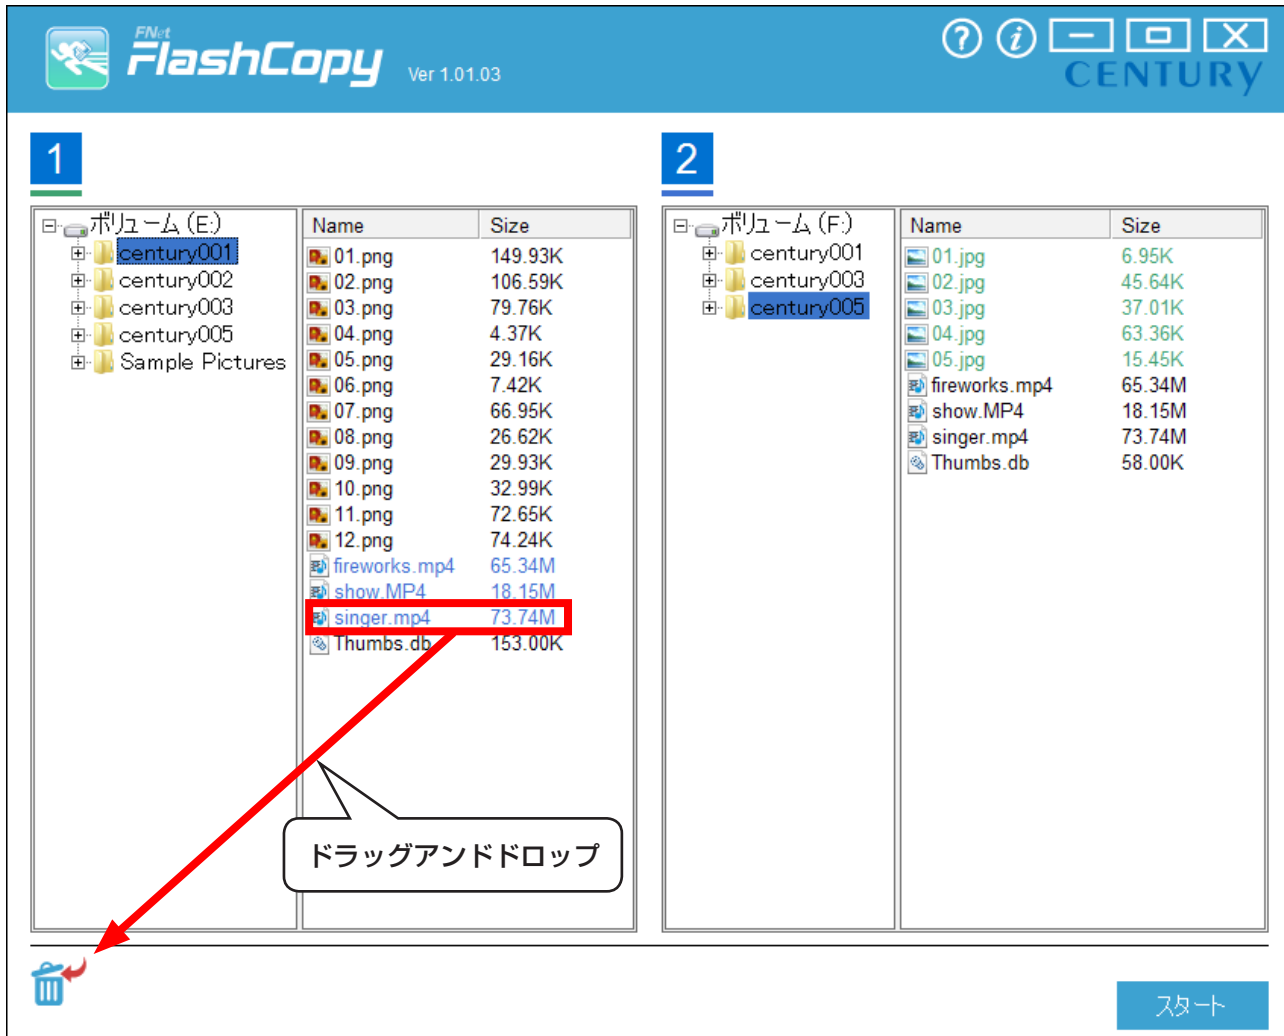 FNet
FlashCopy Ver 1.01.03
CENTURY
1
ボリューム (E:)
century001
century002
century003
century005
Sample Pictures
Name Size
01.png 149.93K
02.png 106.59K
03.png 79.76K
04.png 4.37K
05.png 29.16K
06.png 7.42K
07.png 66.95K
08.png 26.62K
09.png 29.93K
10.png 32.99K
11.png 72.65K
12.png 74.24K
fireworks.mp4 65.34M
show.MP4 18.15M
singer.mp4 73.74M
Thumbs.db 153.00K
ドラッグアンドドロップ
2
ボリューム (F:)
century001
century003
century005
Name Size
01.jpg 6.95K
02.jpg 45.64K
03.jpg 37.01K
04.jpg 63.36K
05.jpg 15.45K
fireworks.mp4 65.34M
show.MP4 18.15M
singer.mp4 73.74M
Thumbs.db 58.00K
スタート